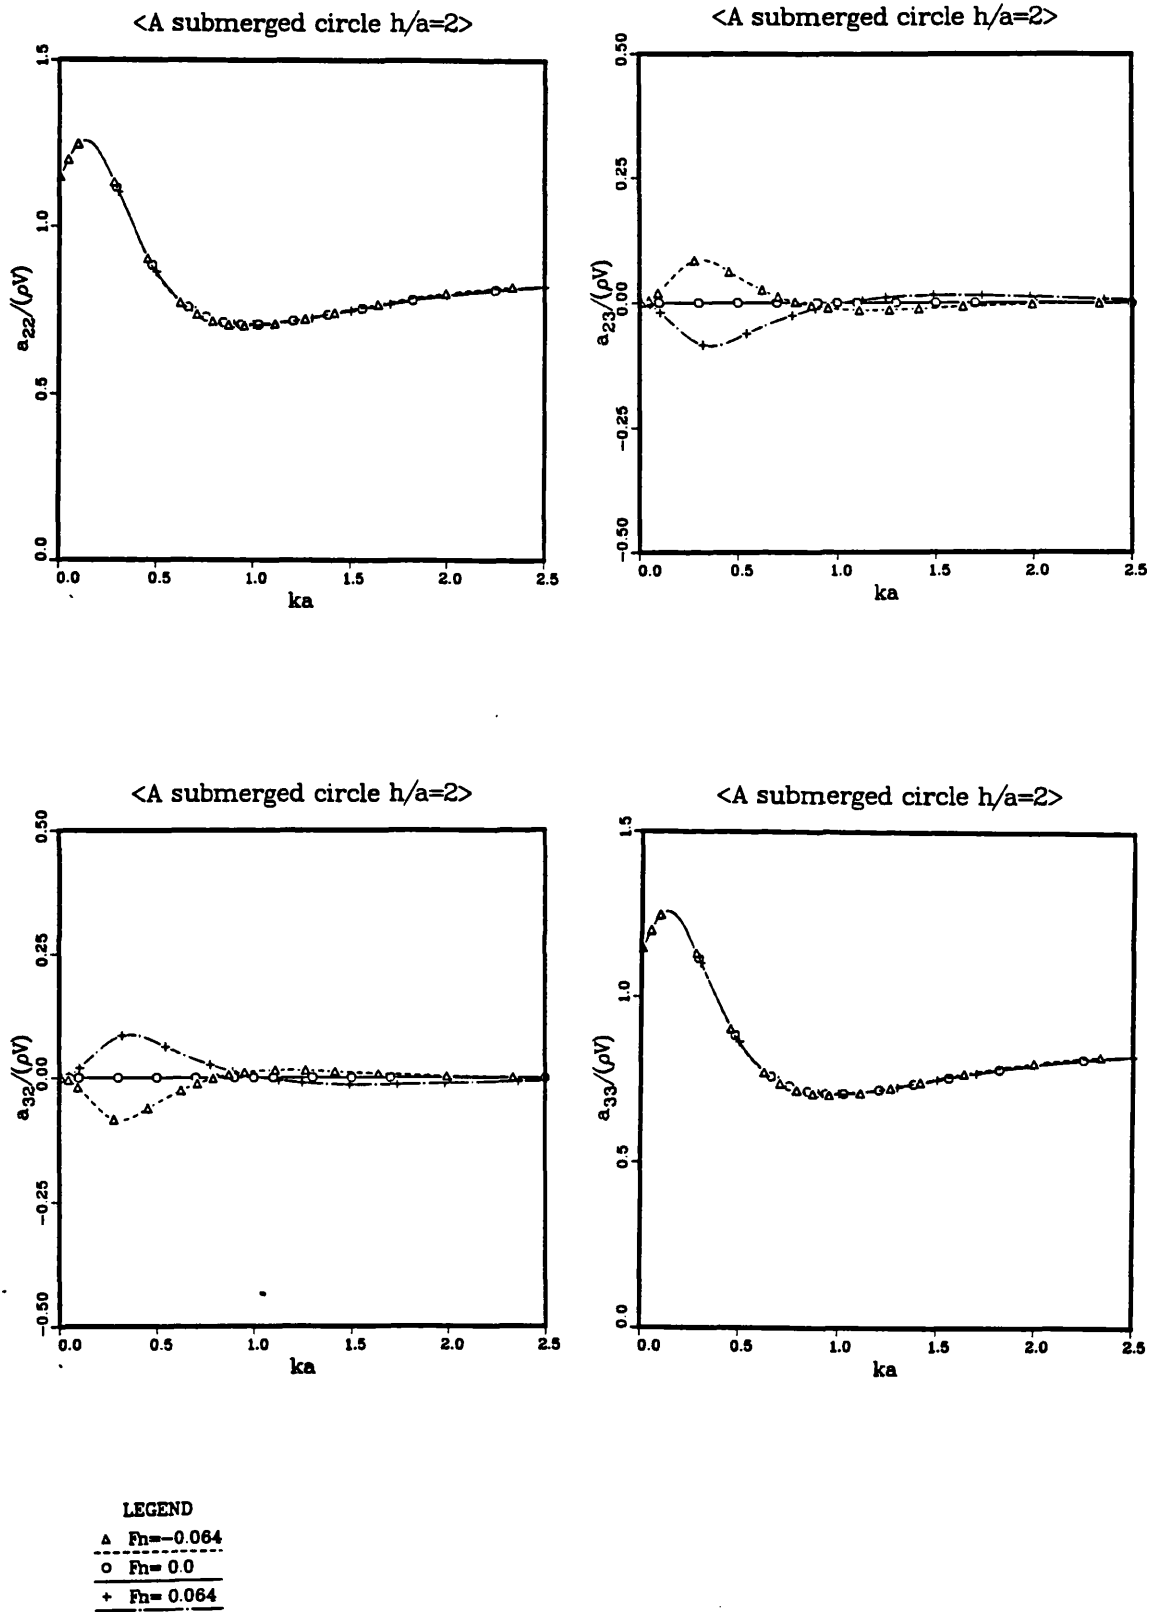 <A submerged circle h/a=2>
1.5
1.0
0.5
0.0
a22/(ρV)
0.0 0.5 1.0 1.5 2.0 2.5
ka
<A submerged circle h/a=2>
0.50
0.25
0.00
-0.25
-0.50
a23/(ρV)
0.0 0.5 1.0 1.5 2.0 2.5
ka
<A submerged circle h/a=2>
0.50
0.25
0.00
-0.25
-0.50
a32/(ρV)
0.0 0.5 1.0 1.5 2.0 2.5
ka
<A submerged circle h/a=2>
1.5
1.0
0.5
0.0
a33/(ρV)
0.0 0.5 1.0 1.5 2.0 2.5
ka
LEGEND
Fn=-0.064
Fn= 0.0
Fn= 0.064